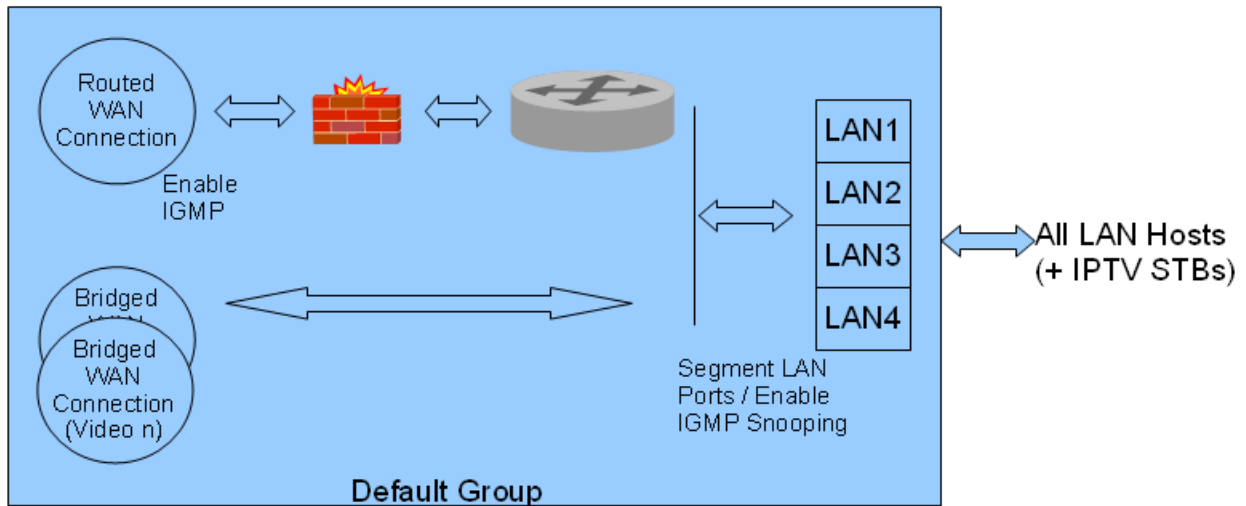 Routed
WAN
Connection
Enable
IGMP
LAN1
LAN2
LAN3
LAN4
All LAN Hosts
(+ IPTV STBs)
Bridged
Bridged
WAN
Connection
(Video n)
Segment LAN
Ports / Enable
IGMP Snooping
Default Group